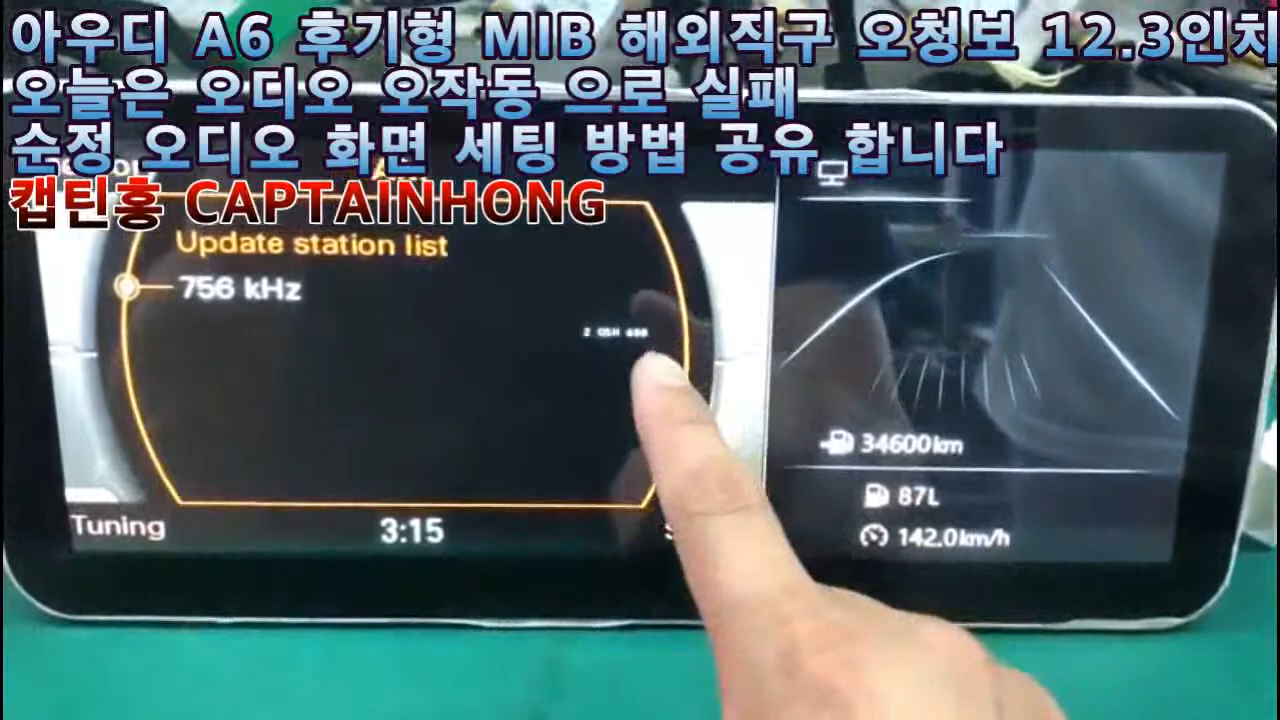 아우디 A6 후기형 MIB 해외직구 오청보 12.3인치
오늘은 오디오 오작동 으로 실패
순정 오디오 화면 세팅 방법 공유 합니다
캡틴홍 CAPTAINHONG
Update station list
756 kHz
34600km
87L
142.0km/h
Tuning
3:15